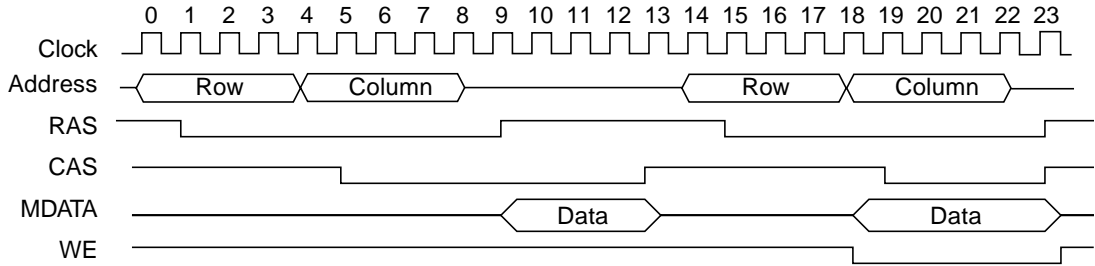 0 1 2 3 4 5 6 7 8 9 10 11 12 13 14 15 16 17 18 19 20 21 22 23
Clock
Address Row Column Row Column
RAS
CAS
MDATA Data Data
WE